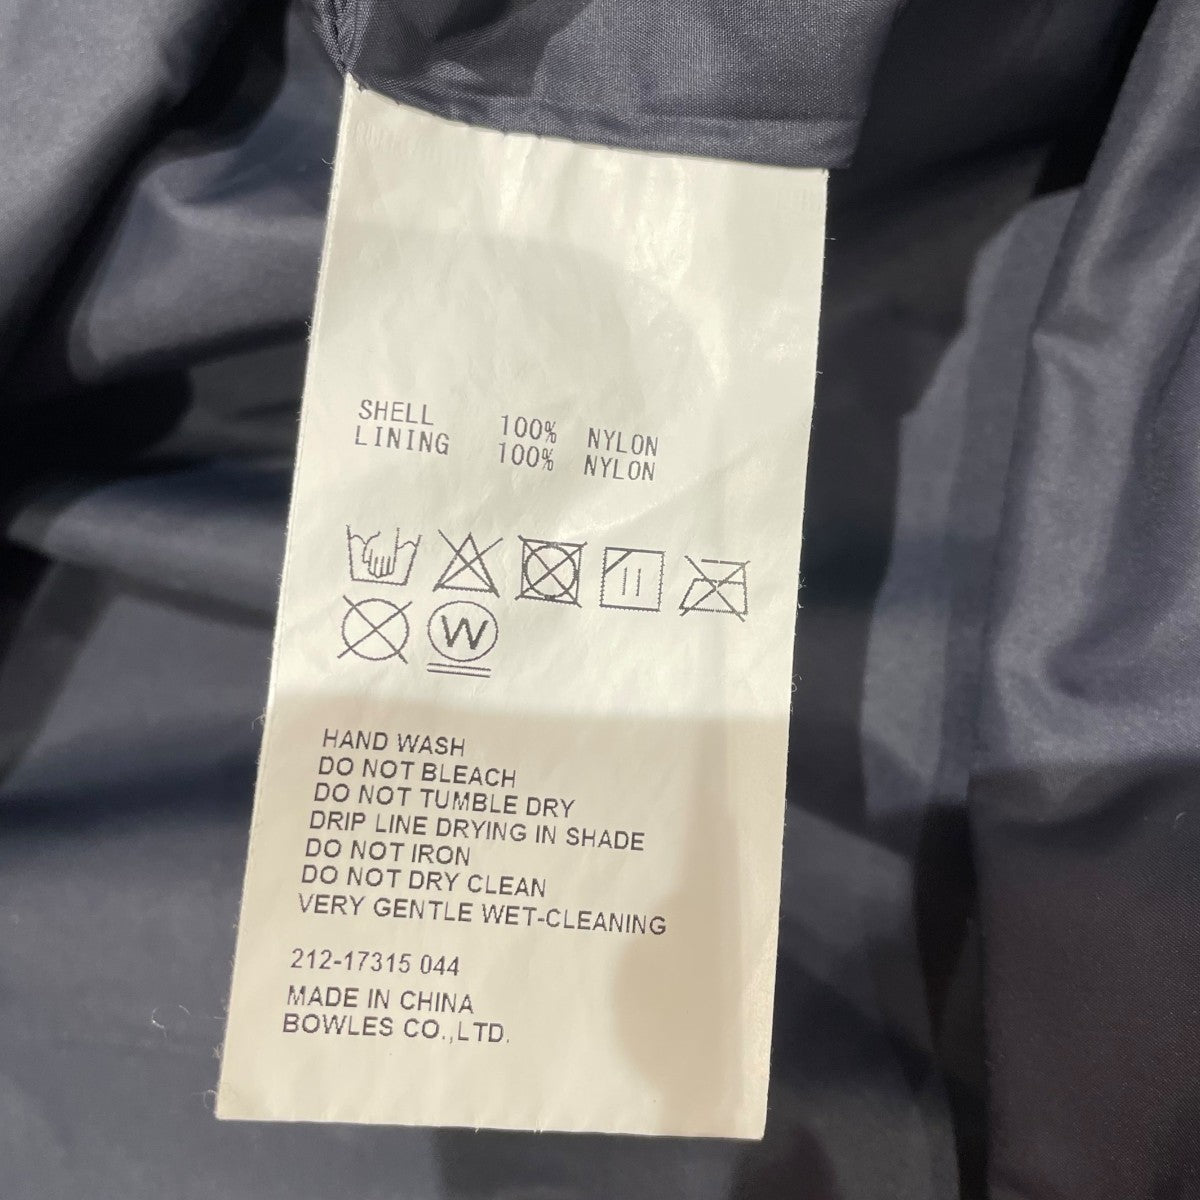 SHELL 100% NYLON
LINING 100% NYLON
W
HAND WASH
DO NOT BLEACH
DO NOT TUMBLE DRY
DRIP LINE DRYING IN SHADE
DO NOT IRON
DO NOT DRY CLEAN
VERY GENTLE WET-CLEANING
212-17315 044
MADE IN CHINA
BOWLES CO.,LTD.